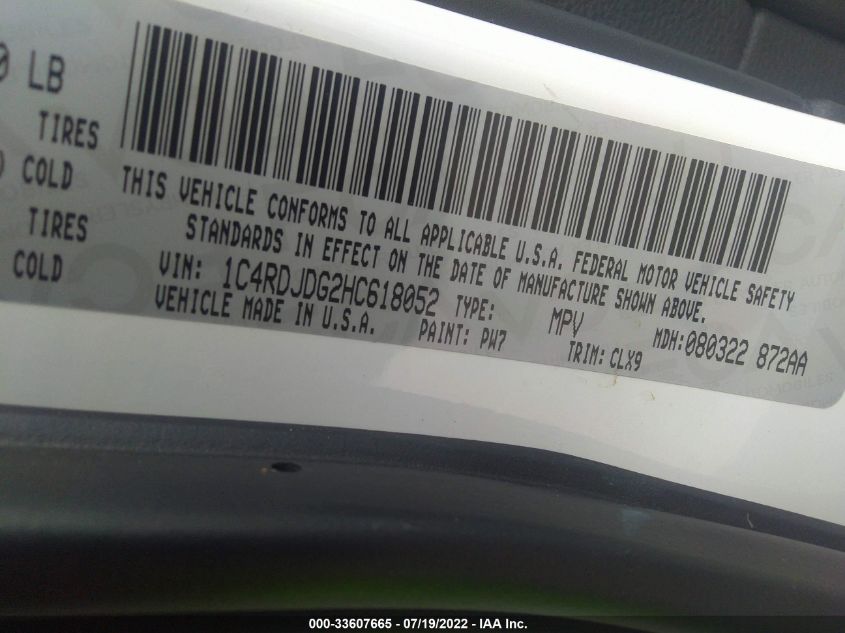 0 LB
TIRES
COLD
TIRES
COLD
THIS VEHICLE CONFORMS TO ALL APPLICABLE U.S.A. FEDERAL MOTOR VEHICLE SAFETY
STANDARDS IN EFFECT ON THE DATE OF MANUFACTURE SHOWN ABOVE.
VIN: 1C4RDJDG2HC618052 TYPE: MPV MDH:080322 872AA
VEHICLE MADE IN U.S.A. PAINT: PW7 TRIM: CLX9
000-33607665 - 07/19/2022 - IAA Inc.